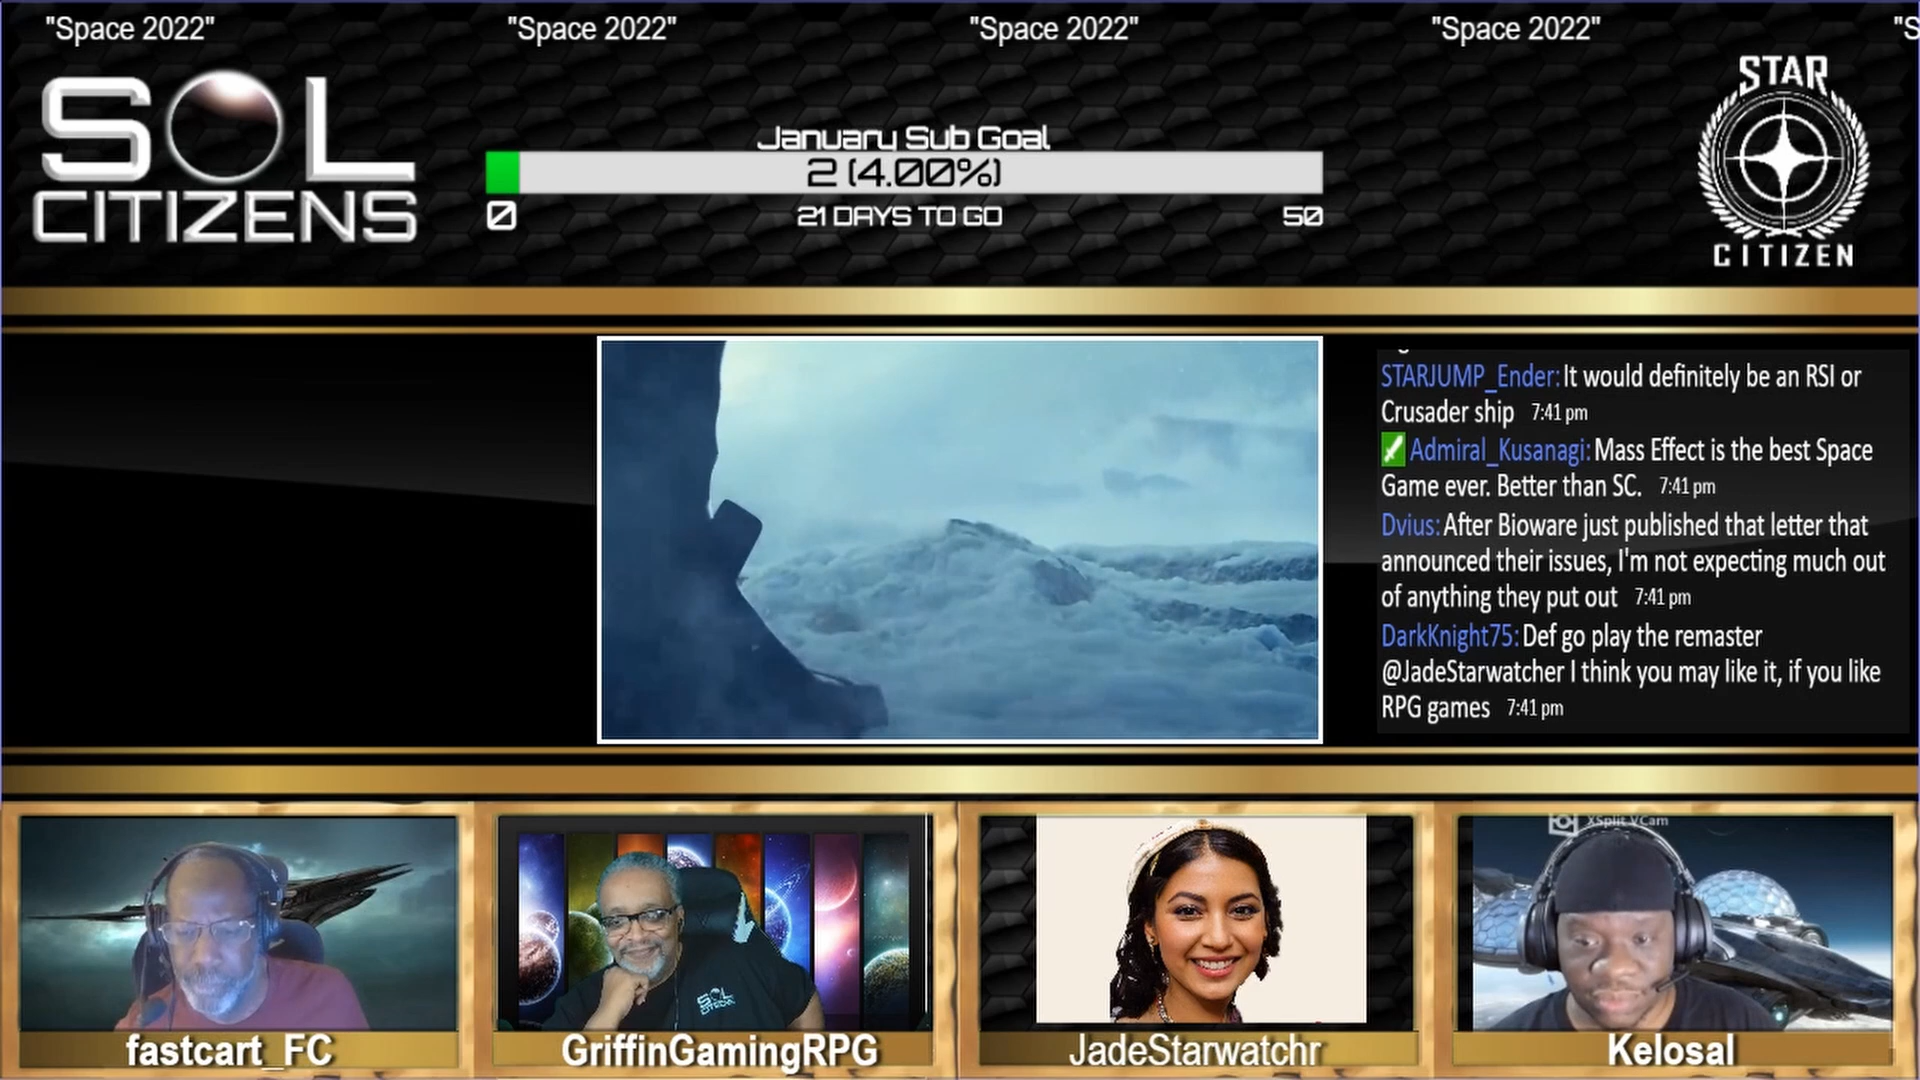 "Space 2022" "Space 2022" "Space 2022" "Space 2022" "S
SOL
CITIZENS
January Sub Goal
2 (4.00%)
0 21 DAYS TO GO 50
STAR
CITIZEN
STARJUMP_Ender: It would definitely be an RSI or
Crusader ship 7:41 pm
Admiral_Kusanagi: Mass Effect is the best Space
Game ever. Better than SC. 7:41 pm
Dvius: After Bioware just published that letter that
announced their issues, I'm not expecting much out
of anything they put out 7:41 pm
DarkKnight75: Def go play the remaster
@JadeStarwatcher I think you may like it, if you like
RPG games 7:41 pm
XSplit VCam
SOL
CITIZENS
fastcart_FC
GriffinGamingRPG
JadeStarwatchr
Kelosal